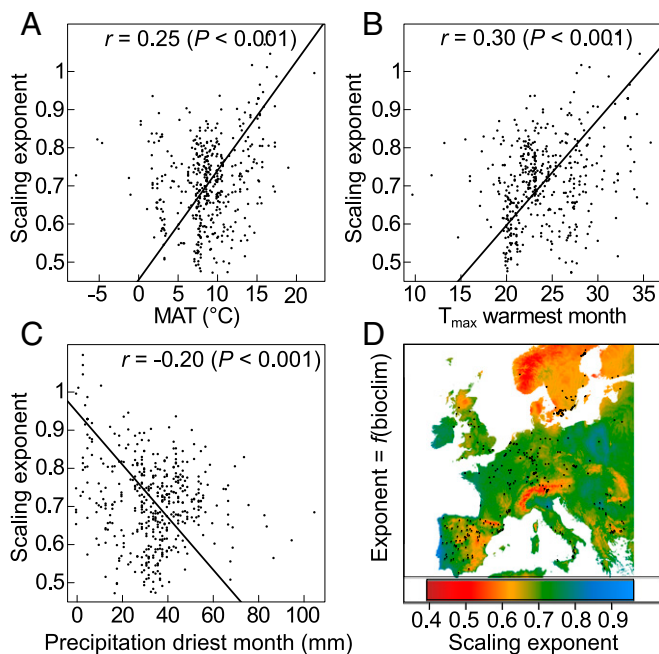 A
r = 0.25 (P < 0.001)
Scaling exponent
1
0.9
0.8
0.7
0.6
0.5
-5 0 5 10 15 20
MAT (°C)
B
r = 0.30 (P < 0.001)
Scaling exponent
1
0.9
0.8
0.7
0.6
0.5
10 15 20 25 30 35
Tmax warmest month
C
r = -0.20 (P < 0.001)
Scaling exponent
1
0.9
0.8
0.7
0.6
0.5
0 20 40 60 80 100
Precipitation driest month (mm)
D
Exponent = f(bioclim)
0.4 0.5 0.6 0.7 0.8 0.9
Scaling exponent